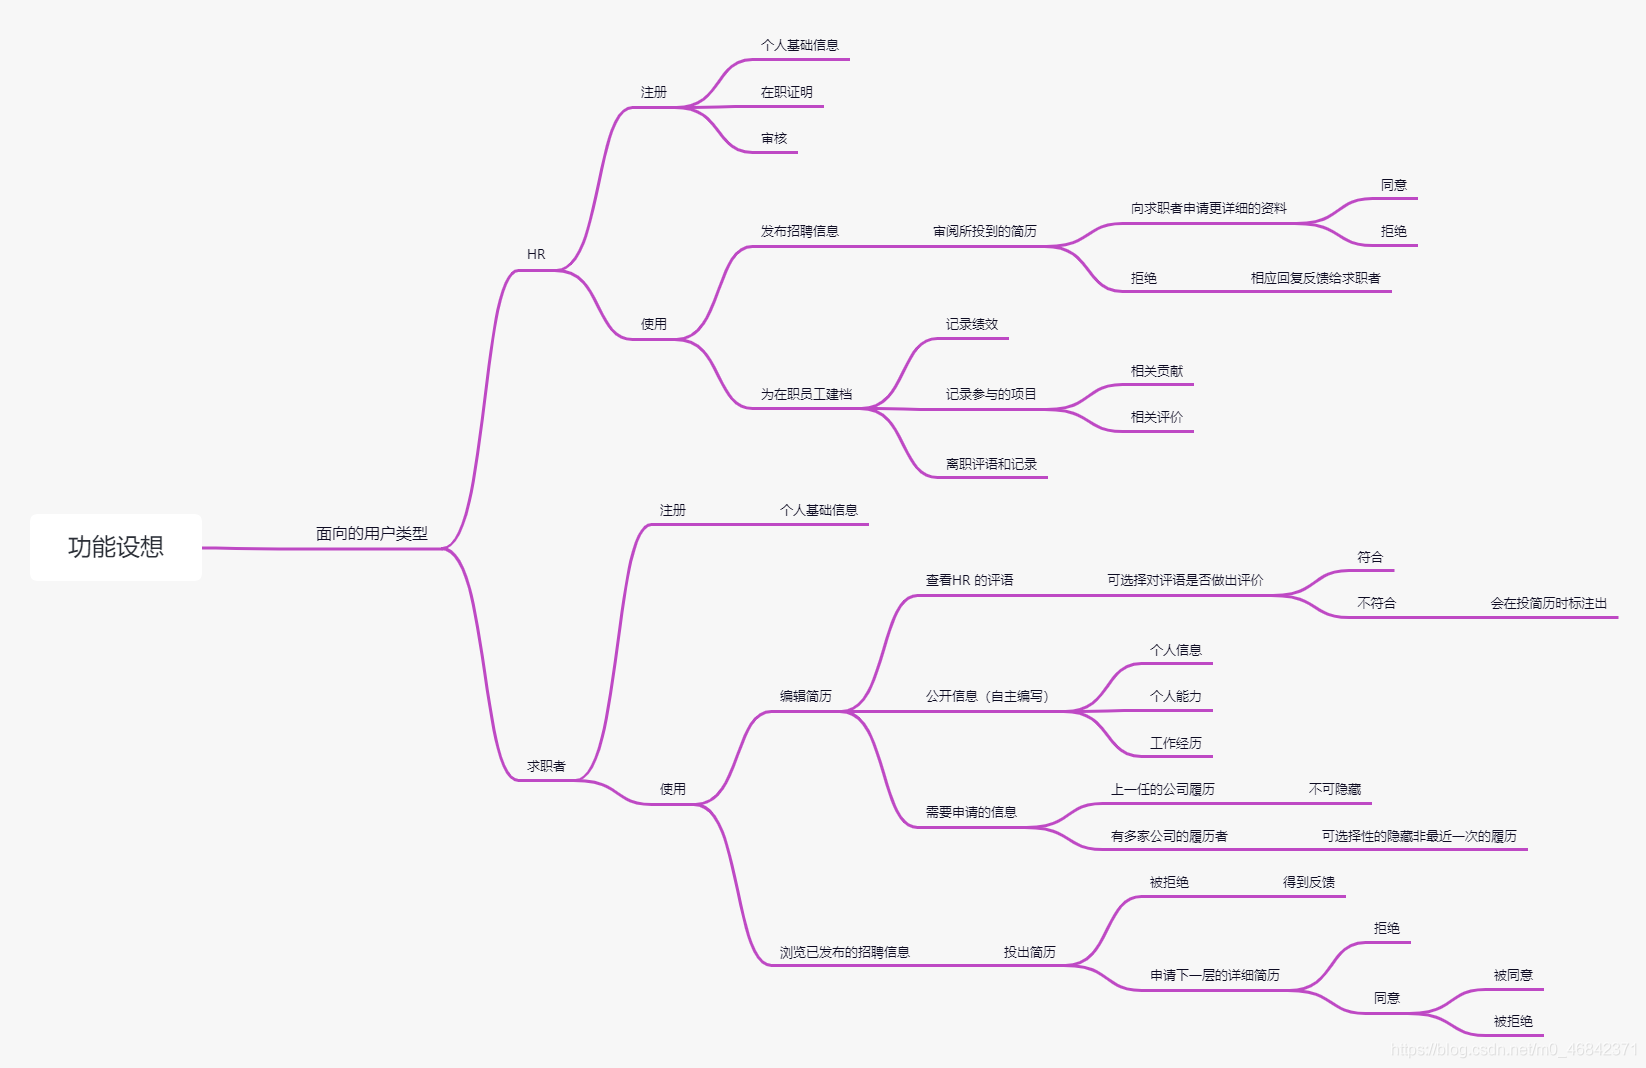 功能设想
面向的用户类型
HR
注册
个人基础信息
在职证明
审核
使用
发布招聘信息
审阅所投到的简历
向求职者申请更详细的资料
同意
拒绝
拒绝
相应回复反馈给求职者
为在职员工建档
记录绩效
记录参与的项目
相关贡献
相关评价
离职评语和记录
求职者
注册
个人基础信息
使用
编辑简历
查看HR 的评语
可选择对评语是否做出评价
符合
不符合
会在投简历时标注出
公开信息（自主编写）
个人信息
个人能力
工作经历
需要申请的信息
上一任的公司履历
不可隐藏
有多家公司的履历者
可选择性的隐藏非最近一次的履历
浏览已发布的招聘信息
投出简历
被拒绝
得到反馈
申请下一层的详细简历
拒绝
同意
被同意
被拒绝
https://blog.csdn.net/m0_46842371